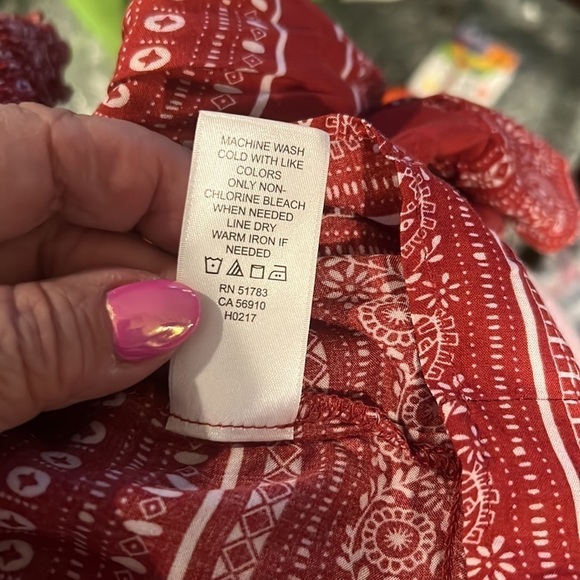 MACHINE WASH
COLD WITH LIKE
COLORS
ONLY NON-
CHLORINE BLEACH
WHEN NEEDED
LINE DRY
WARM IRON IF
NEEDED
RN 51783
CA 56910
H0217